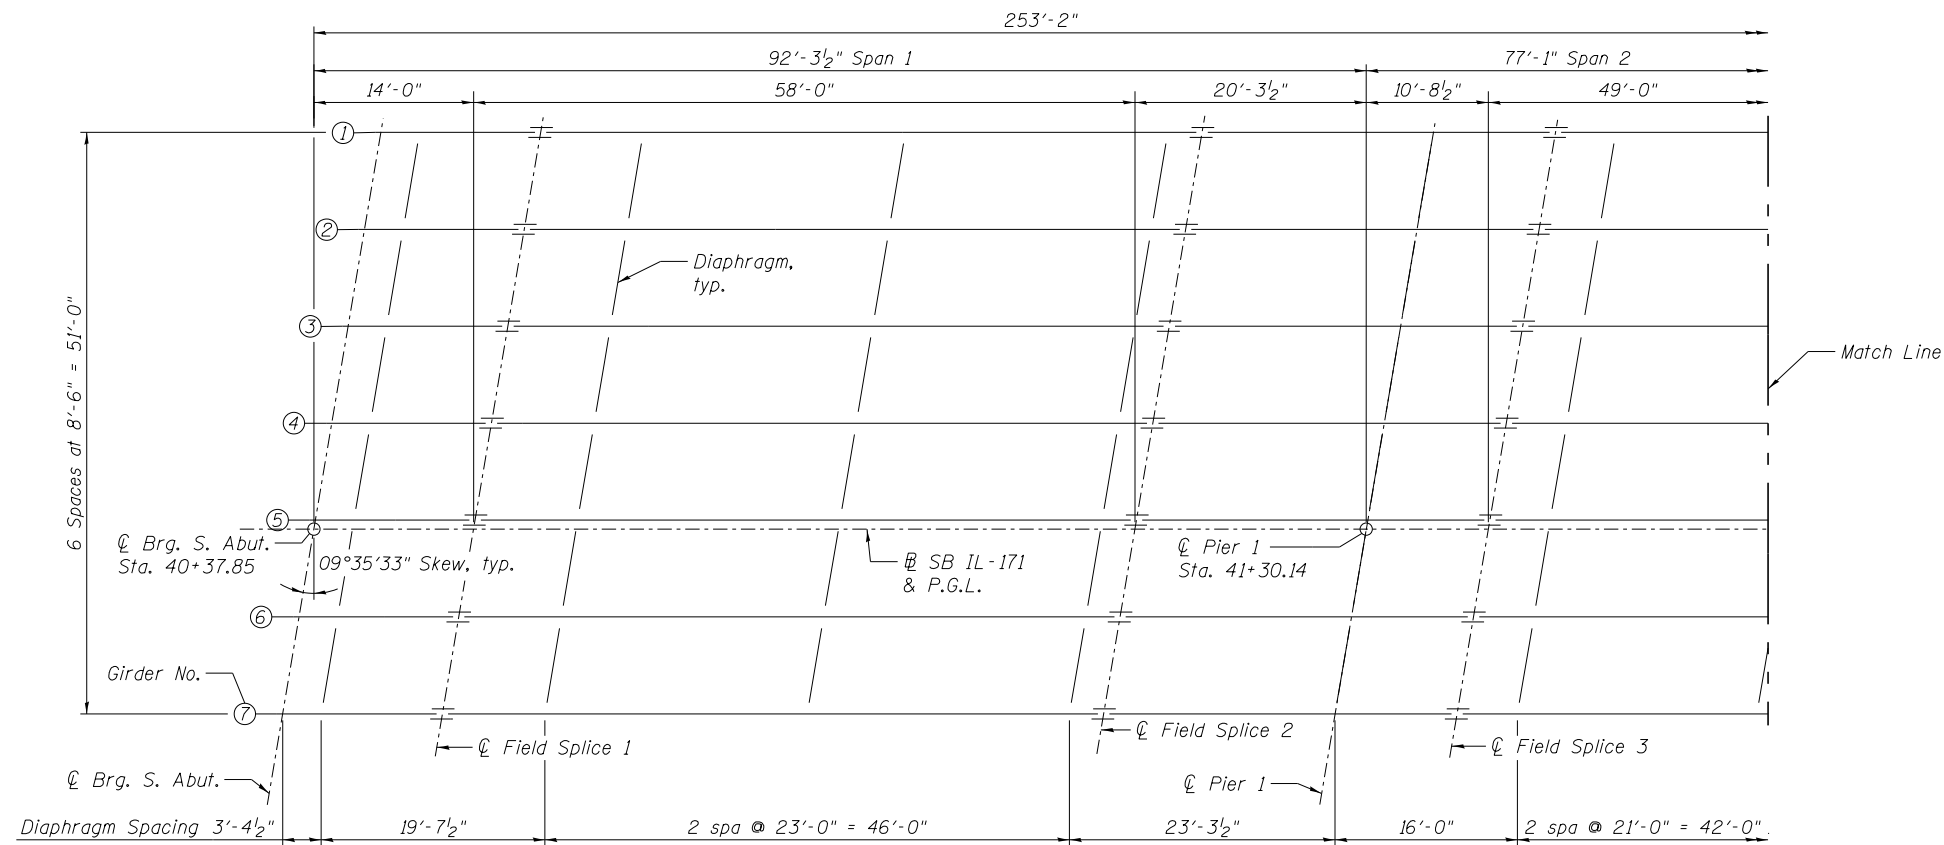 253'-2"
92'-3½" Span 1
77'-1" Span 2
14'-0"
58'-0"
20'-3½"
10'-8½"
49'-0"
1
2
Diaphragm,
typ.
6 Spaces at 8'-6" = 51'-0"
3
Match Line
4
5
℄ Brg. S. Abut.
Sta. 40+37.85
09°35'33" Skew, typ.
℄ Pier 1
Sta. 41+30.14
BL SB IL-171
& P.G.L.
6
Girder No.
7
℄ Field Splice 1
℄ Field Splice 2
℄ Field Splice 3
℄ Brg. S. Abut.
℄ Pier 1
Diaphragm Spacing 3'-4½"
19'-7½"
2 spa @ 23'-0" = 46'-0"
23'-3½"
16'-0"
2 spa @ 21'-0" = 42'-0"